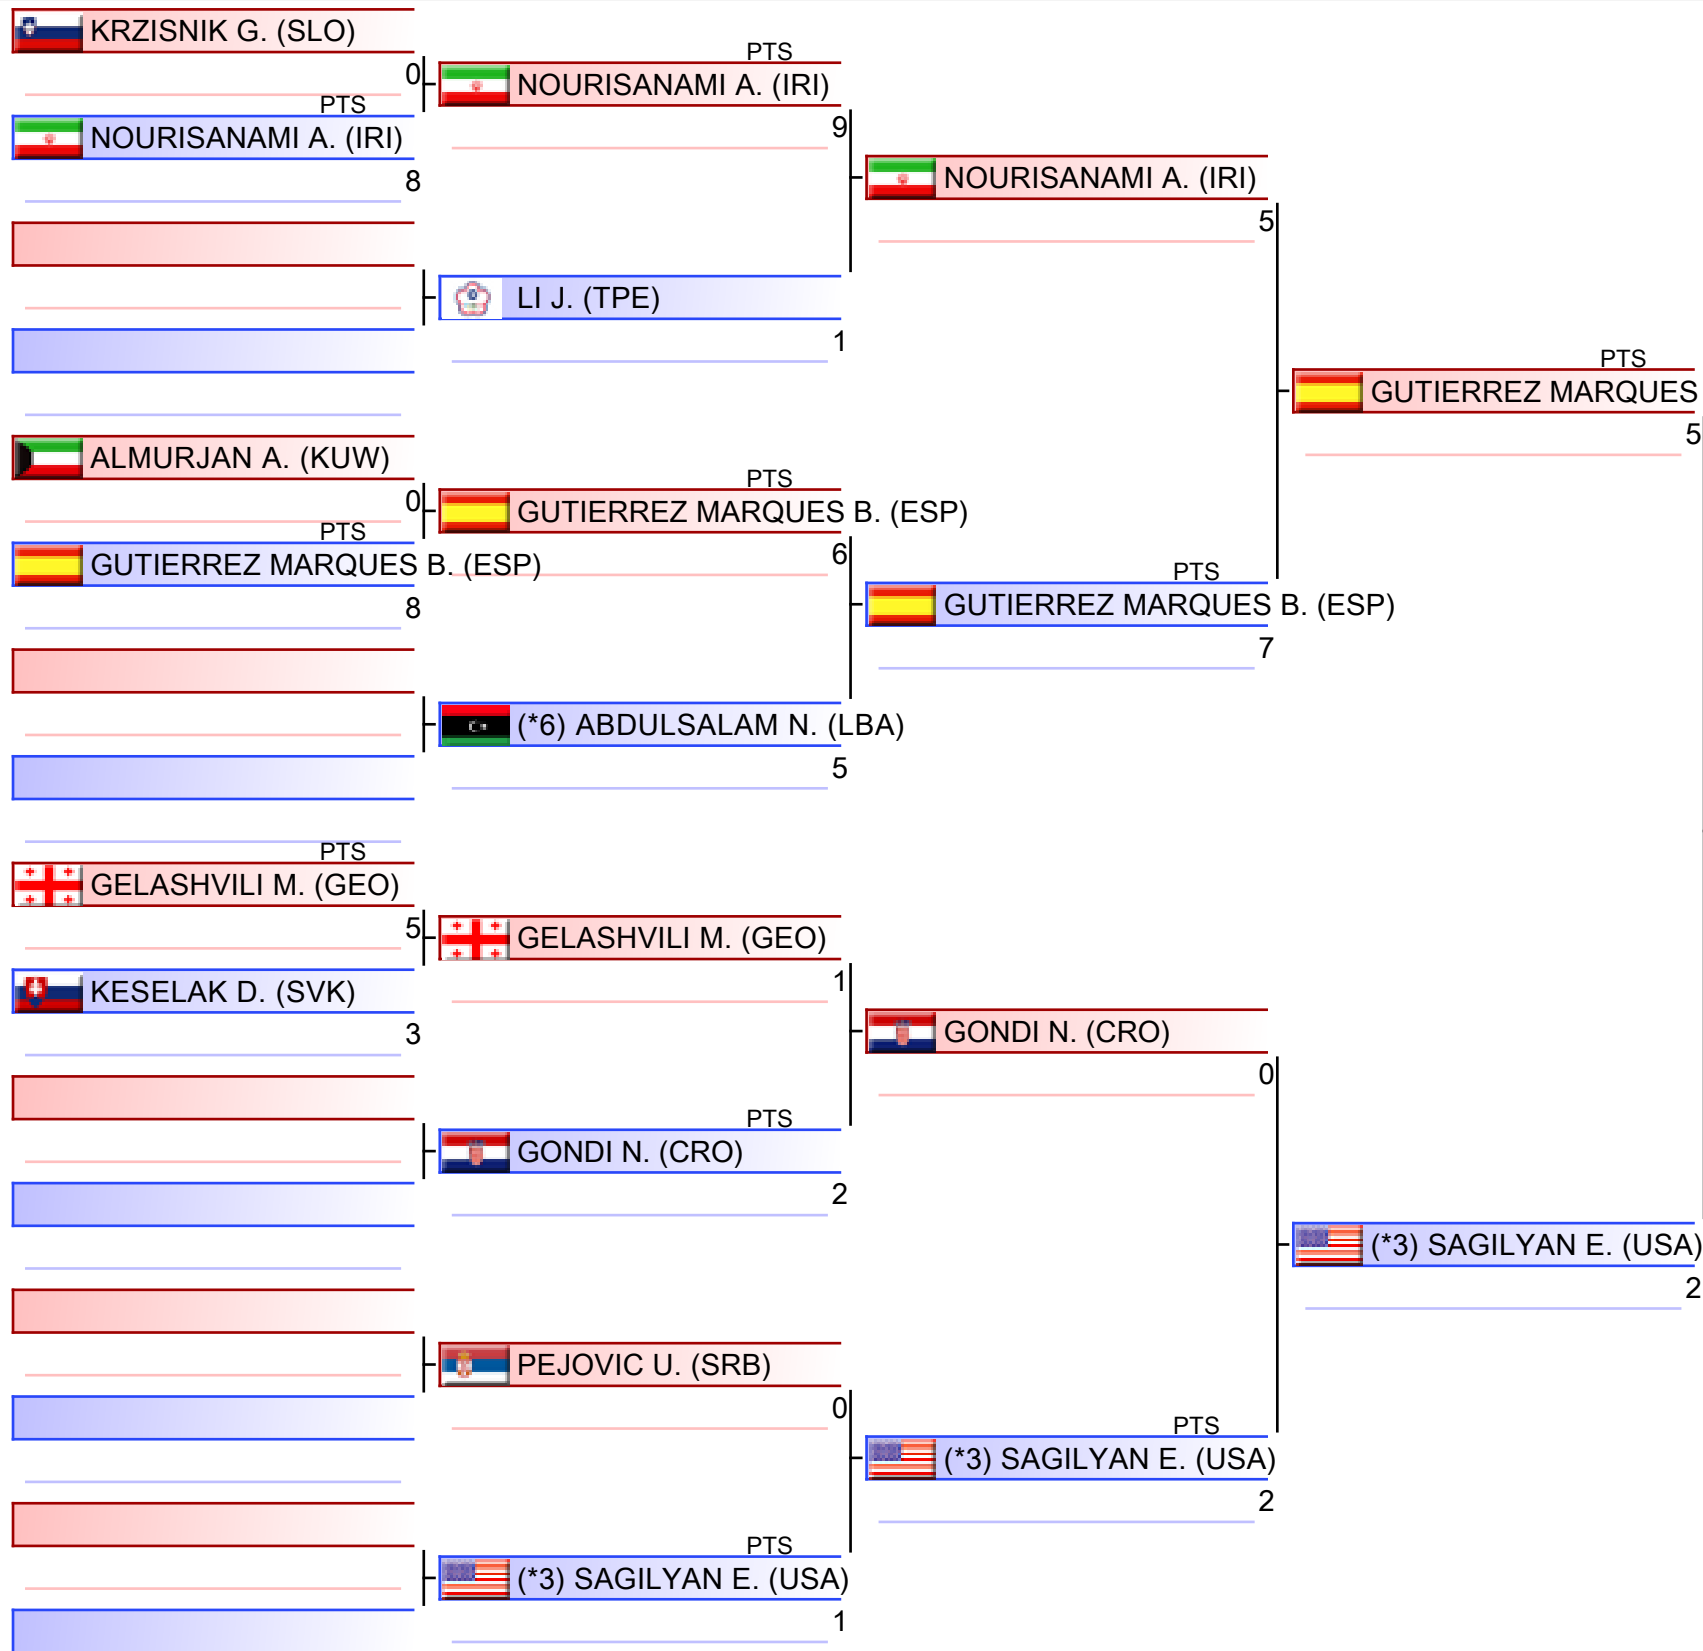 KRZISNIK G. (SLO)
0
PTS
NOURISANAMI A. (IRI)
8
ALMURJAN A. (KUW)
0
PTS
GUTIERREZ MARQUES B. (ESP)
8
PTS
GELASHVILI M. (GEO)
5
KESELAK D. (SVK)
3
PTS
NOURISANAMI A. (IRI)
9
LI J. (TPE)
1
PTS
GUTIERREZ MARQUES B. (ESP)
6
(*6) ABDULSALAM N. (LBA)
5
GELASHVILI M. (GEO)
1
PTS
GONDI N. (CRO)
2
PEJOVIC U. (SRB)
0
PTS
(*3) SAGILYAN E. (USA)
1
NOURISANAMI A. (IRI)
5
PTS
GUTIERREZ MARQUES B. (ESP)
7
GONDI N. (CRO)
0
PTS
(*3) SAGILYAN E. (USA)
2
PTS
GUTIERREZ MARQUES
5
(*3) SAGILYAN E. (USA)
2